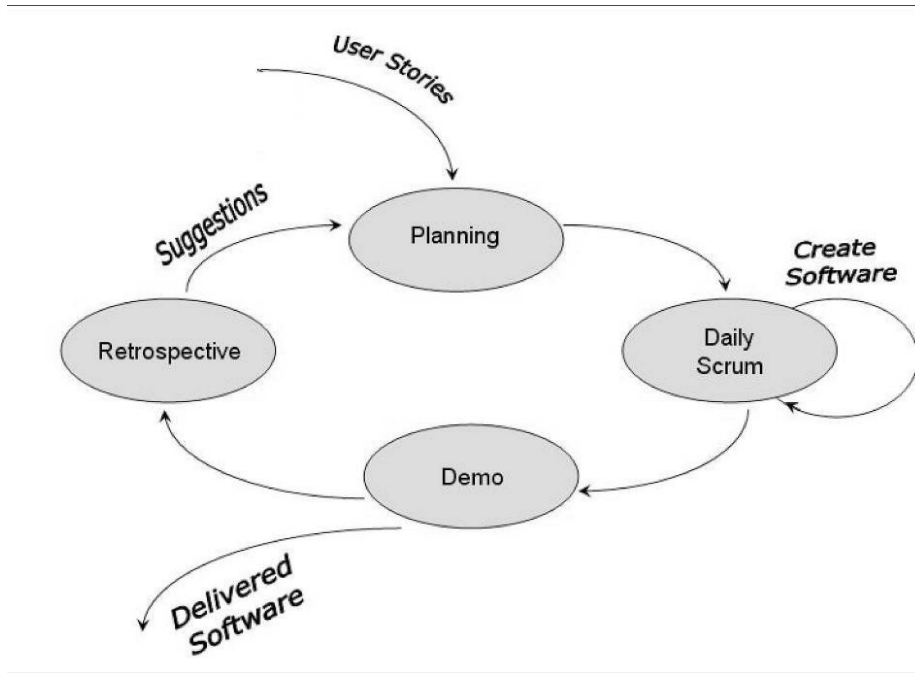 User Stories
Suggestions
Planning
Create
Software
Retrospective
Daily
Scrum
Demo
Delivered
Software